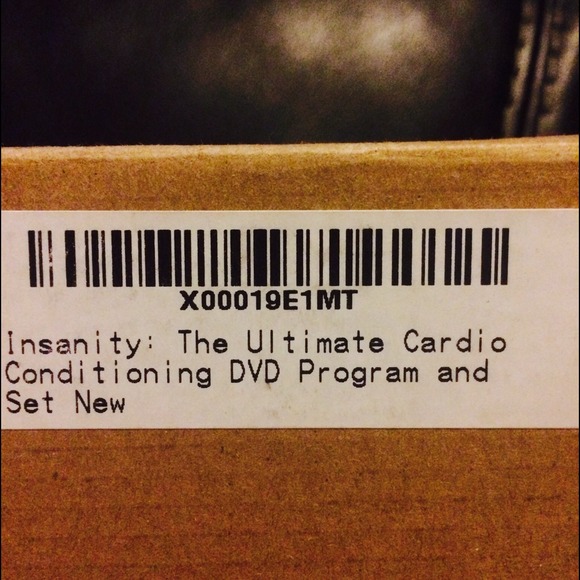 X00019E1MT
Insanity: The Ultimate Cardio
Conditioning DVD Program and
Set New